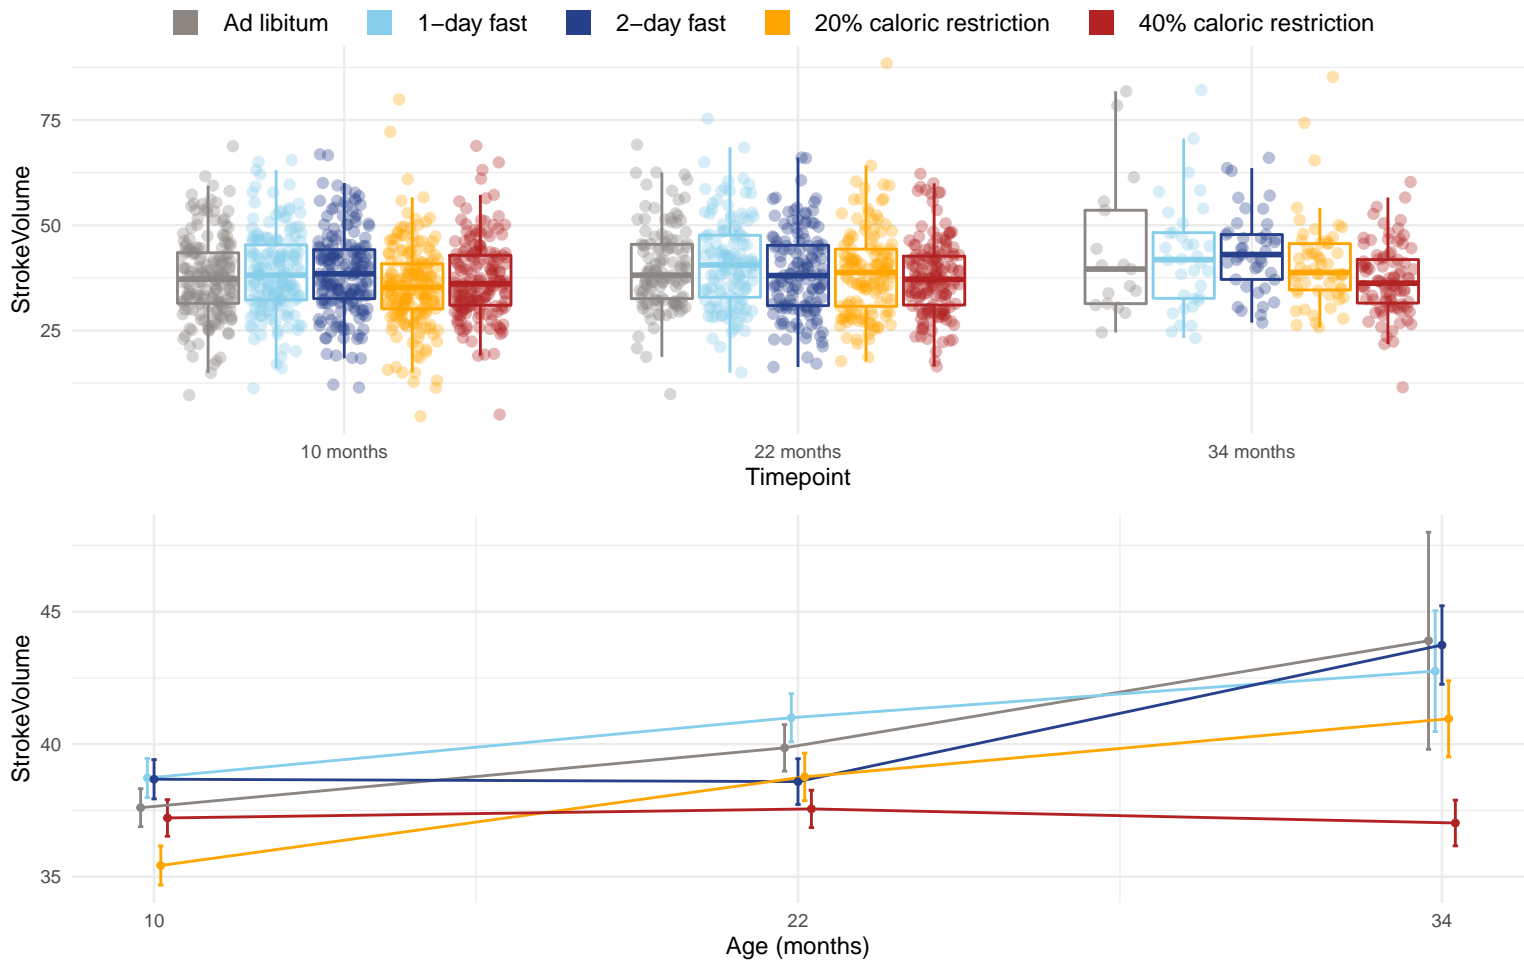 Ad libitum 1−day fast 2−day fast 20% caloric restriction 40% caloric restriction
75
50
25
StrokeVolume
10 months 22 months 34 months
Timepoint
45
40
35
StrokeVolume
10 22 34
Age (months)